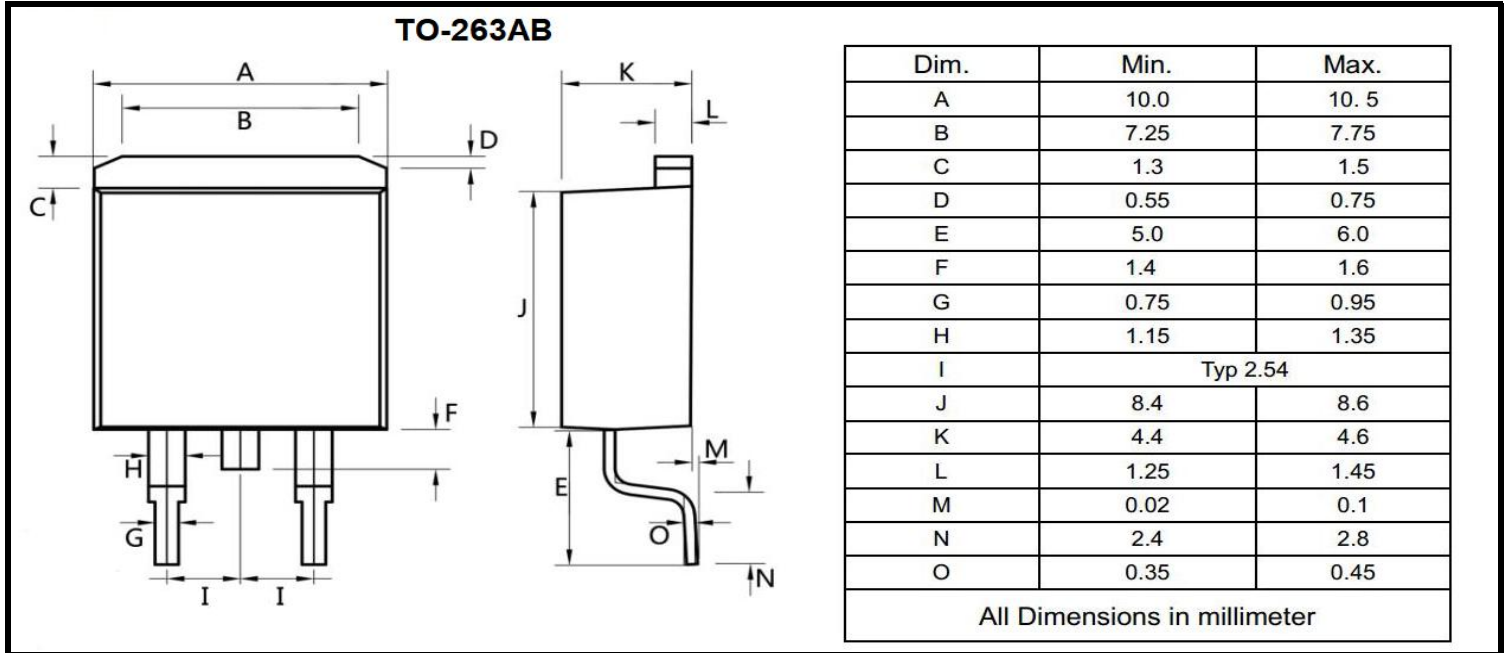 TO-263AB
A
B
C
D
E
F
G
H
I I
J
K
L
M
N
O
Dim. Min. Max.
A 10.0 10. 5
B 7.25 7.75
C 1.3 1.5
D 0.55 0.75
E 5.0 6.0
F 1.4 1.6
G 0.75 0.95
H 1.15 1.35
I Typ 2.54
J 8.4 8.6
K 4.4 4.6
L 1.25 1.45
M 0.02 0.1
N 2.4 2.8
O 0.35 0.45
All Dimensions in millimeter